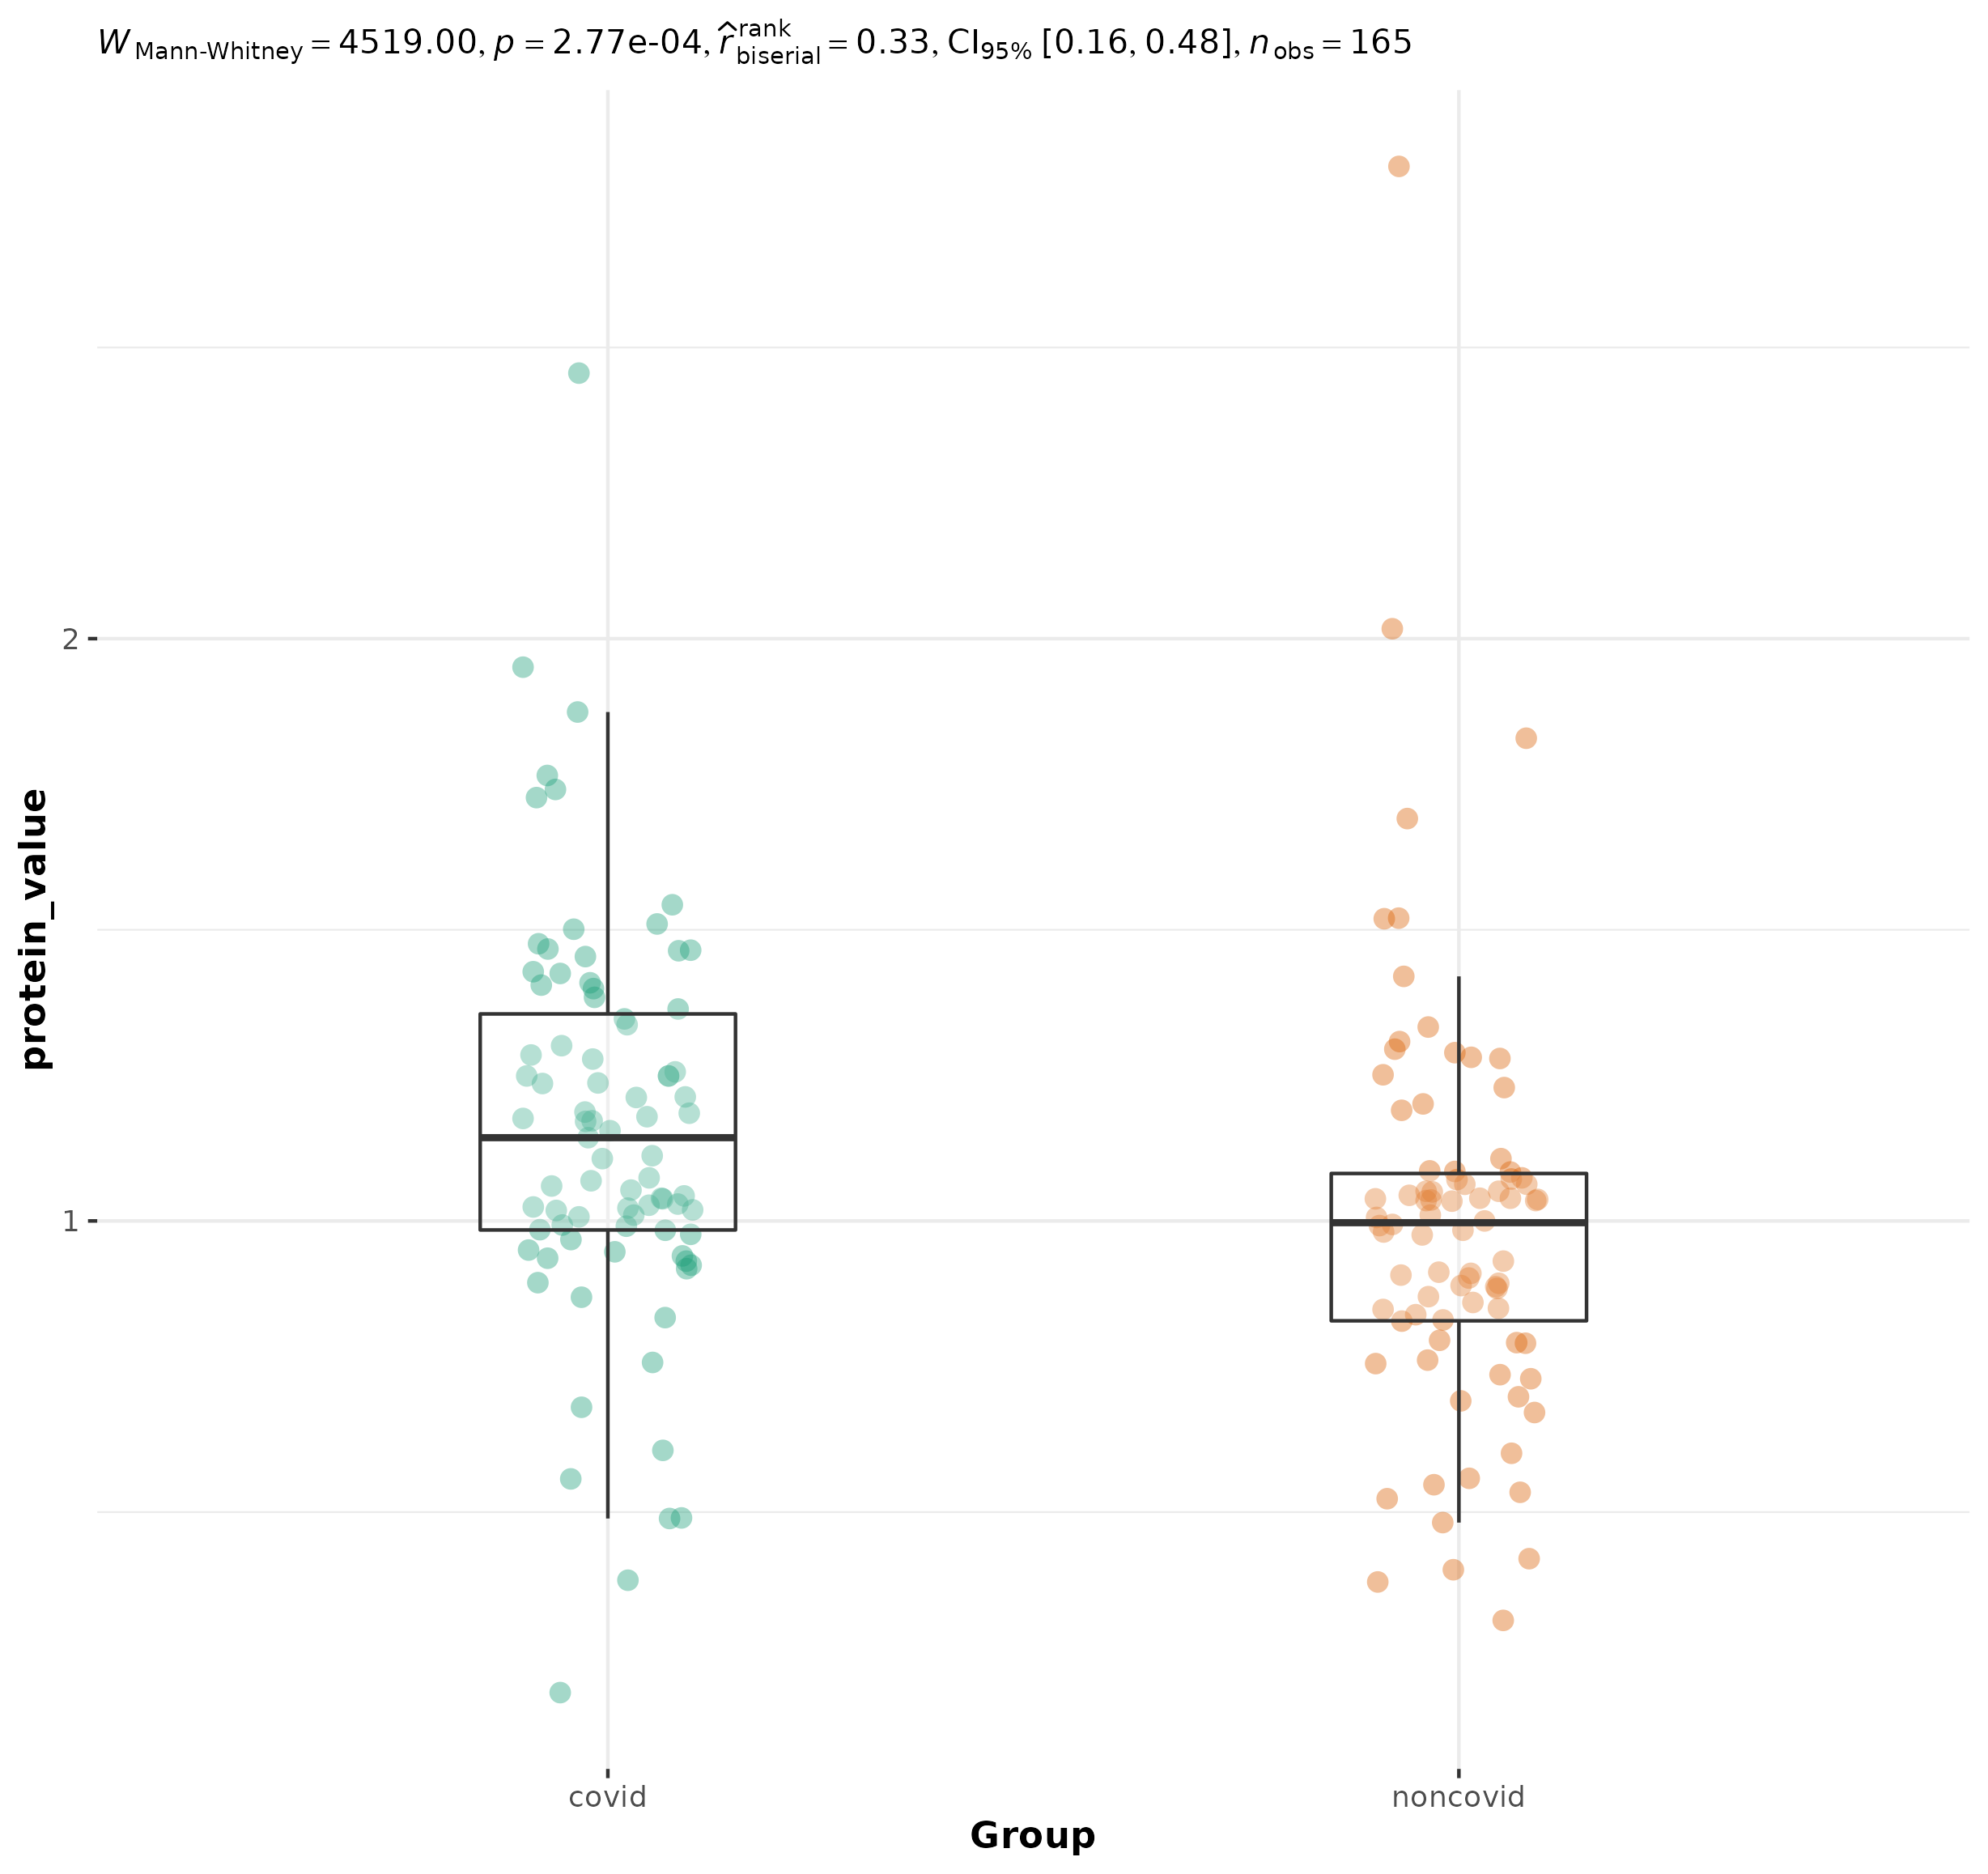 W Mann-Whitney = 4519.00, p = 2.77e-04, r̂ rank biserial = 0.33, CI95% [0.16, 0.48], nobs = 165
protein_value
2
1
covid noncovid
Group